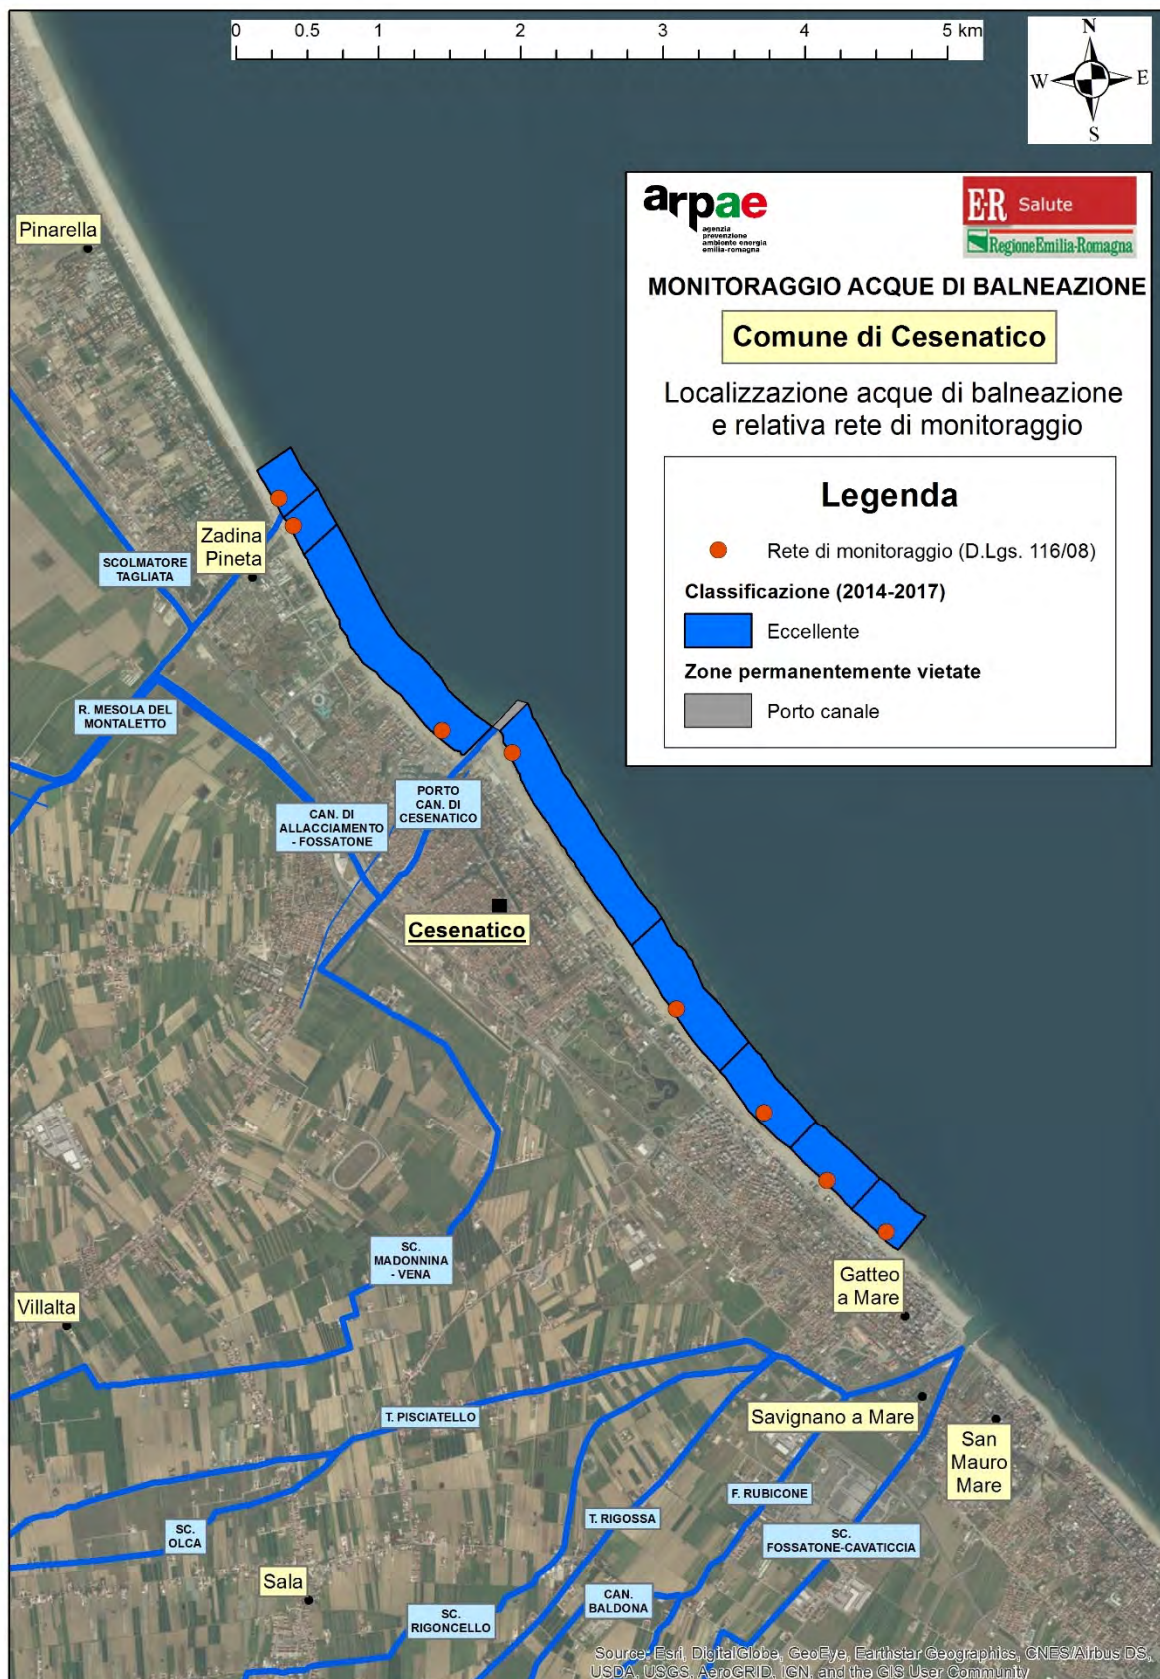 0 0.5 1 2 3 4 5 km
N
W E
S
arpae
agenzia
prevenzione
ambiente energia
emilia-romagna
E-R Salute
RegioneEmilia-Romagna
MONITORAGGIO ACQUE DI BALNEAZIONE
Comune di Cesenatico
Localizzazione acque di balneazione
e relativa rete di monitoraggio
Legenda
Rete di monitoraggio (D.Lgs. 116/08)
Classificazione (2014-2017)
Eccellente
Zone permanentemente vietate
Porto canale
Pinarella
Zadina
Pineta
SCOLMATORE
TAGLIATA
R. MESOLA DEL
MONTALETTO
PORTO
CAN. DI
CESENATICO
CAN. DI
ALLACCIAMENTO
- FOSSATONE
Cesenatico
SC.
MADONNINA
- VENA
Gatteo
a Mare
Villalta
T. PISCIATELLO
Savignano a Mare
San
Mauro
Mare
F. RUBICONE
T. RIGOSSA
SC.
FOSSATONE-CAVATICCIA
SC.
OLCA
Sala
CAN.
BALDONA
SC.
RIGONCELLO
Source: Esri, DigitalGlobe, GeoEye, Earthstar Geographics, CNES/Airbus DS,
USDA, USGS, AeroGRID, IGN, and the GIS User Community